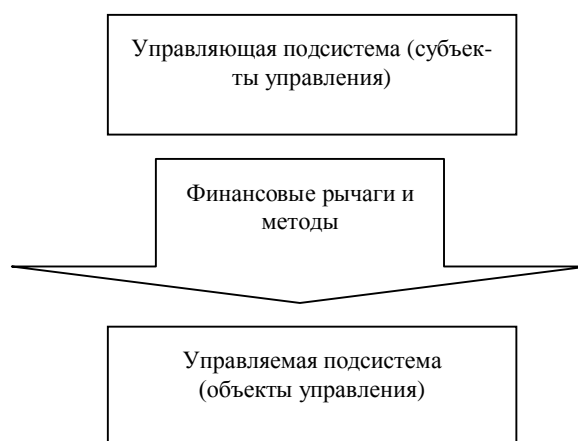 Управляющая подсистема (субъек-
ты управления)
Финансовые рычаги и
методы
Управляемая подсистема
(объекты управления)